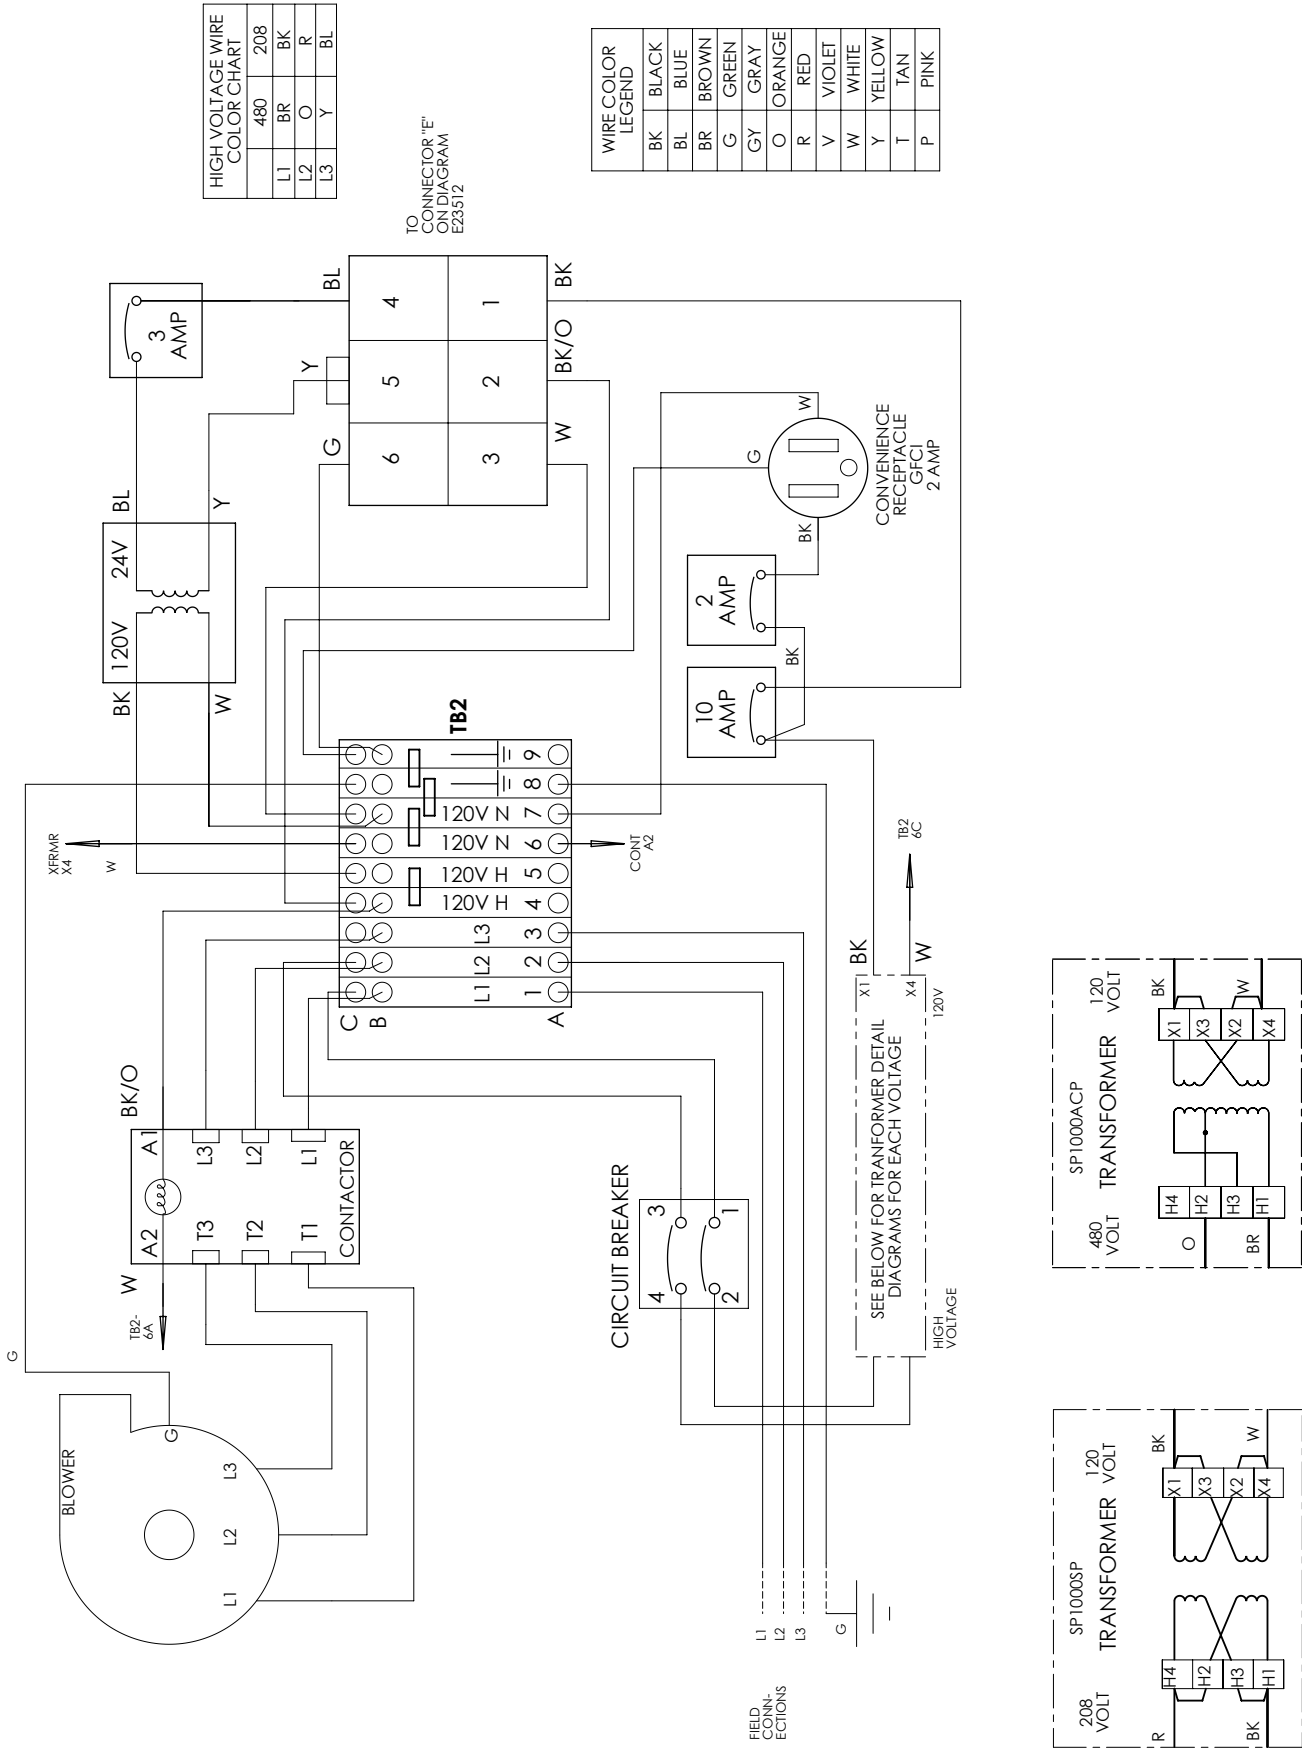 HIGH VOLTAGE WIRE
COLOR CHART
480 208
L1 BR BK
L2 O R
L3 Y BL
WIRE COLOR
LEGEND
BK BLACK
BL BLUE
BR BROWN
G GREEN
GY GRAY
O ORANGE
R RED
V VIOLET
W WHITE
Y YELLOW
T TAN
P PINK
TO
CONNECTOR "E"
ON DIAGRAM
E23512
3
AMP
BL
BL
Y
Y
G
24V
120V
BK
W
6 5 4
3 2 1
W
BK/O
BK
XFRMR
X4
W
TB2
C
B
A
L1 L2 L3 120V H 120V H 120V N 120V N
1 2 3 4 5 6 7 8 9
CONT
A2
BK/O
A1
A2
W
TB2-
6A
L3
L2
L1
T3
T2
T1
CONTACTOR
BLOWER
G
G
L1
L2
L3
CIRCUIT BREAKER
3
1
4
2
10
AMP
2
AMP
BK
BK
G
W
CONVENIENCE
RECEPTACLE
GFCI
2 AMP
TB2
6C
BK
W
X1
X4
120V
SEE BELOW FOR TRANFORMER DETAIL
DIAGRAMS FOR EACH VOLTAGE
HIGH
VOLTAGE
FIELD
CONN-
ECTIONS
L1
L2
L3
G
SP1000SP
208
VOLT
TRANSFORMER
120
VOLT
R
BK
H4
H2
H3
H1
X1
X3
X2
X4
BK
W
SP1000ACP
480
VOLT
TRANSFORMER
120
VOLT
O
BR
H4
H2
H3
H1
X1
X3
X2
X4
BK
W